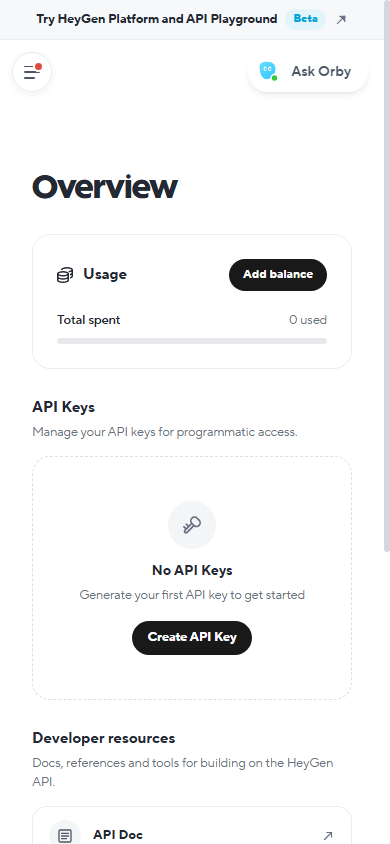 Try HeyGen Platform and API Playground Beta
Ask Orby
Overview
Usage
Add balance
Total spent
0 used
API Keys
Manage your API keys for programmatic access.
No API Keys
Generate your first API key to get started
Create API Key
Developer resources
Docs, references and tools for building on the HeyGen
API.
API Doc